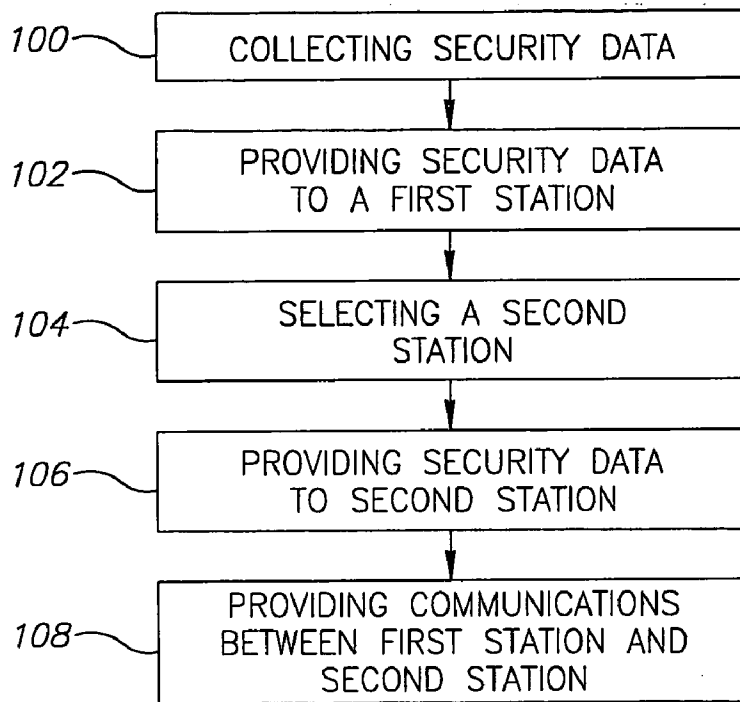 100
COLLECTING SECURITY DATA
102
PROVIDING SECURITY DATA
TO A FIRST STATION
104
SELECTING A SECOND
STATION
106
PROVIDING SECURITY DATA
TO SECOND STATION
108
PROVIDING COMMUNICATIONS
BETWEEN FIRST STATION AND
SECOND STATION